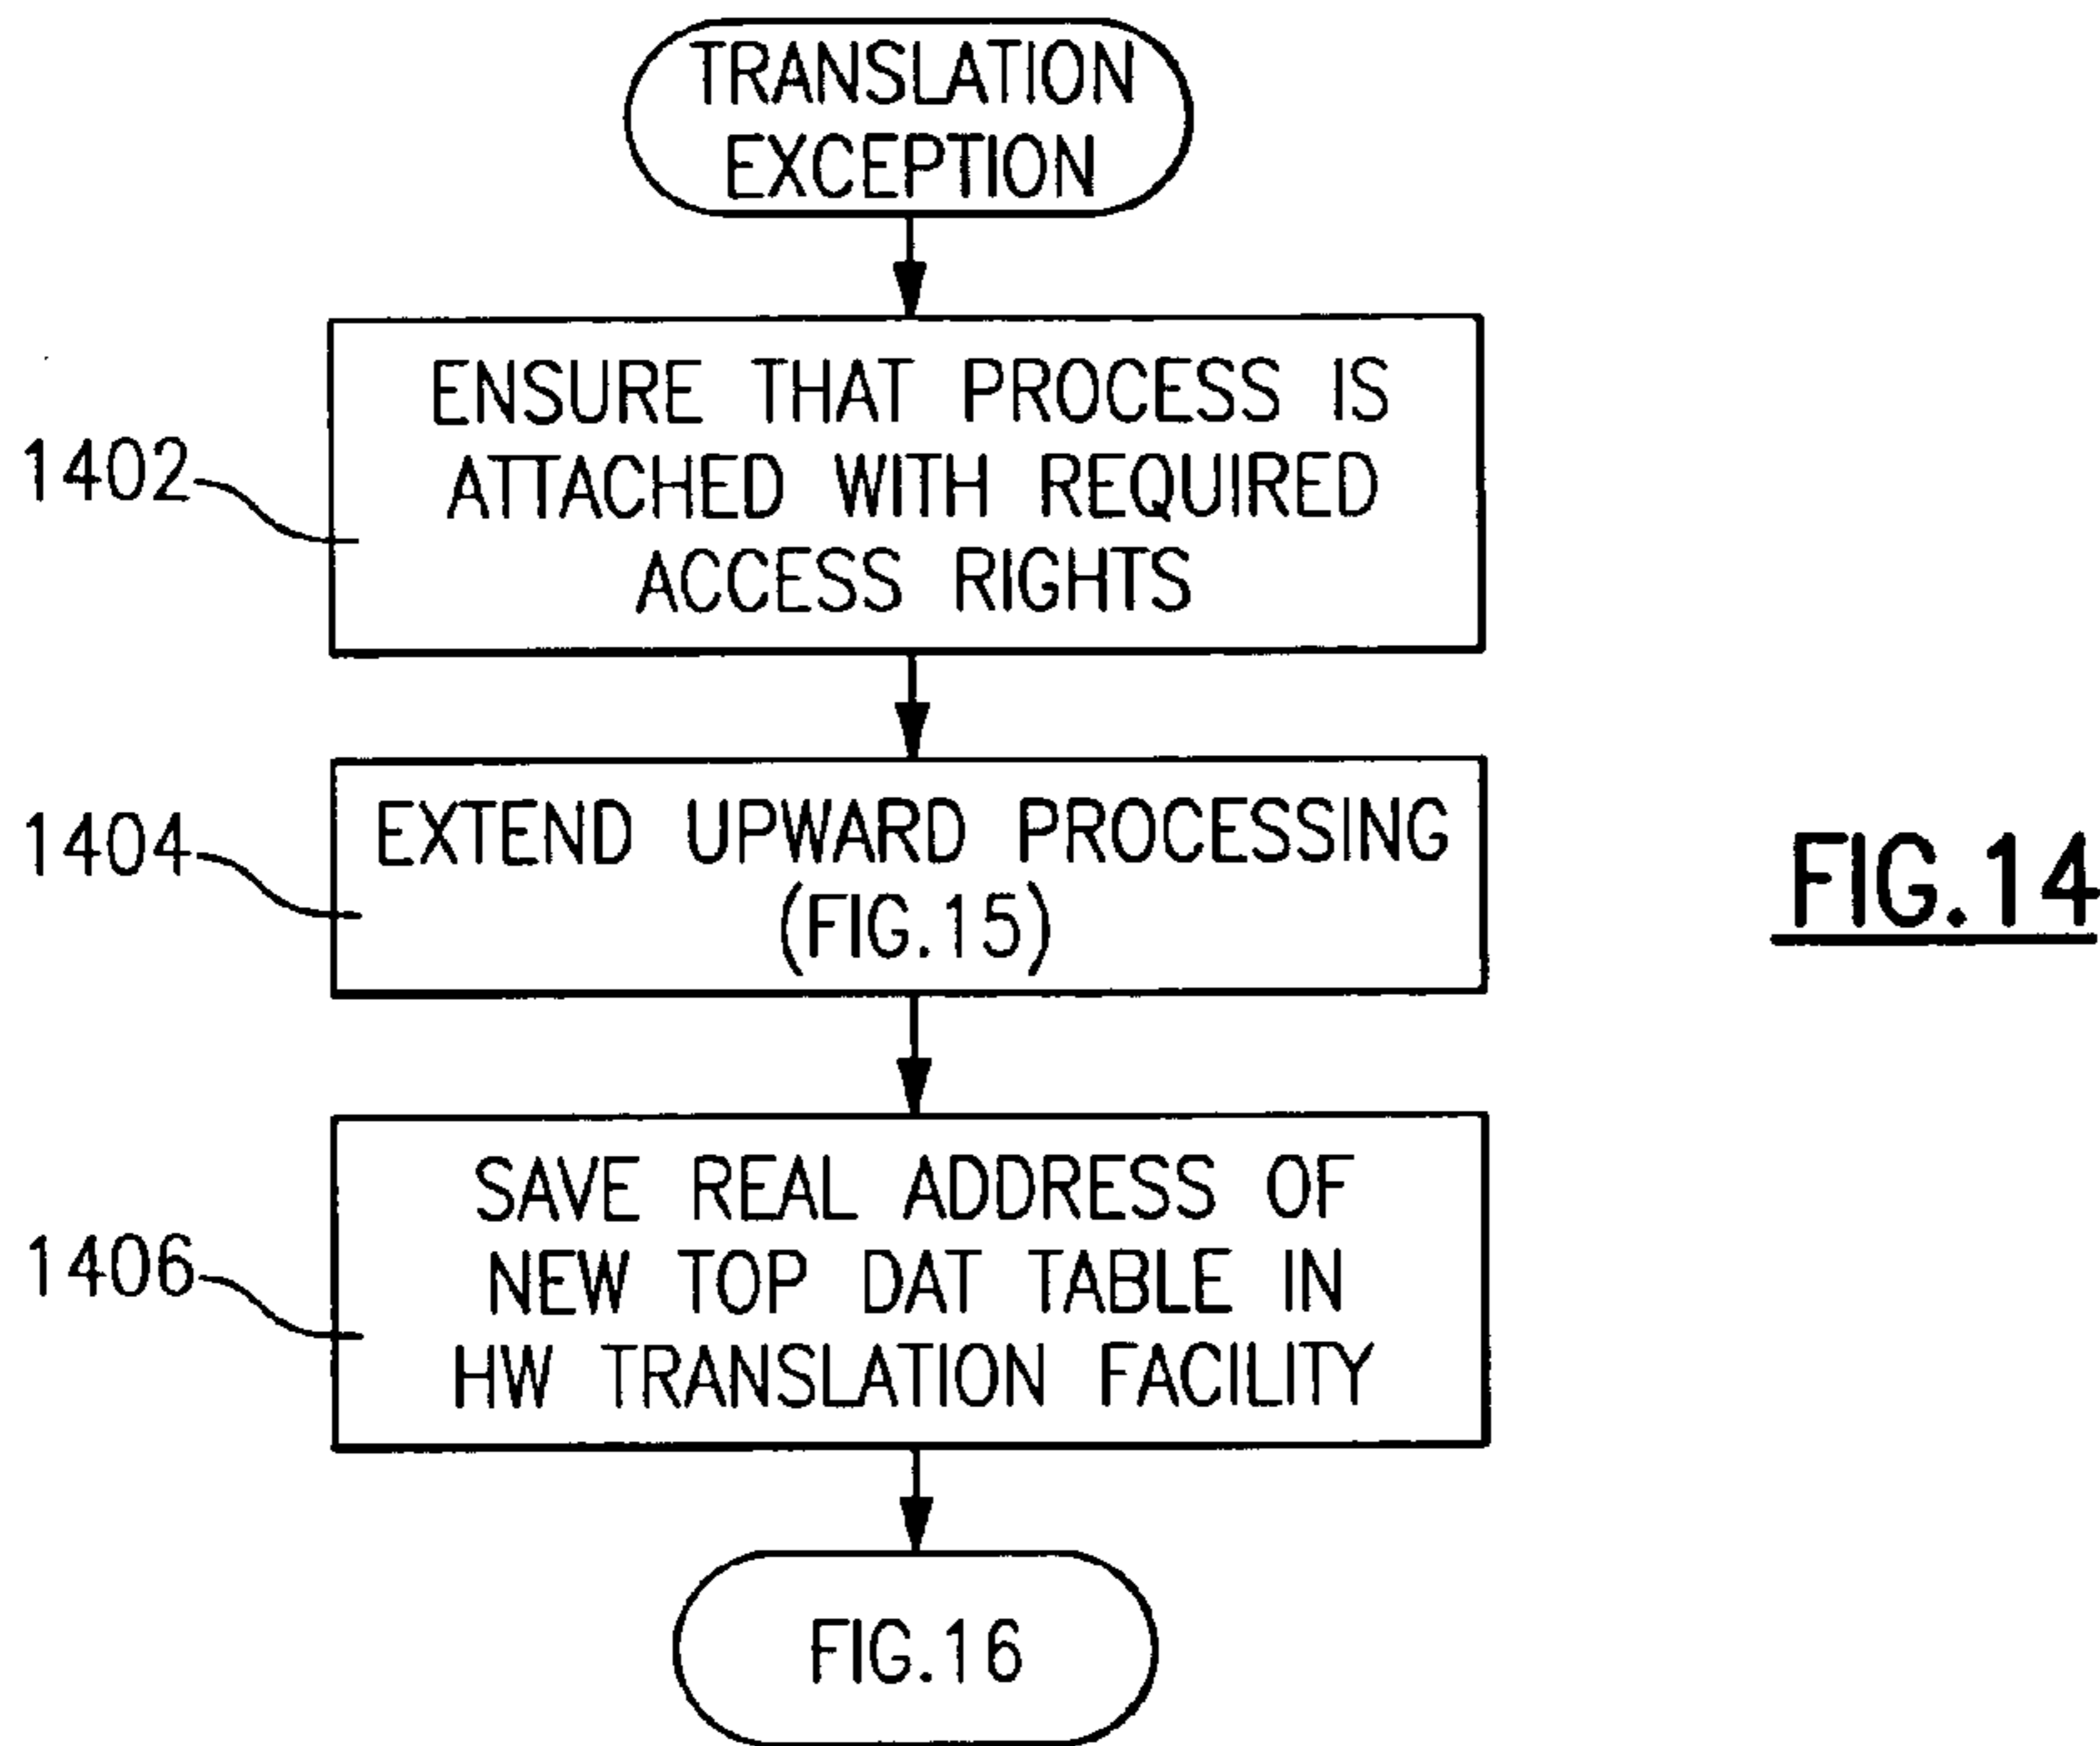 TRANSLATION
EXCEPTION
1402
ENSURE THAT PROCESS IS
ATTACHED WITH REQUIRED
ACCESS RIGHTS
1404
EXTEND UPWARD PROCESSING
(FIG.15)
FIG.14
1406
SAVE REAL ADDRESS OF
NEW TOP DAT TABLE IN
HW TRANSLATION FACILITY
FIG.16